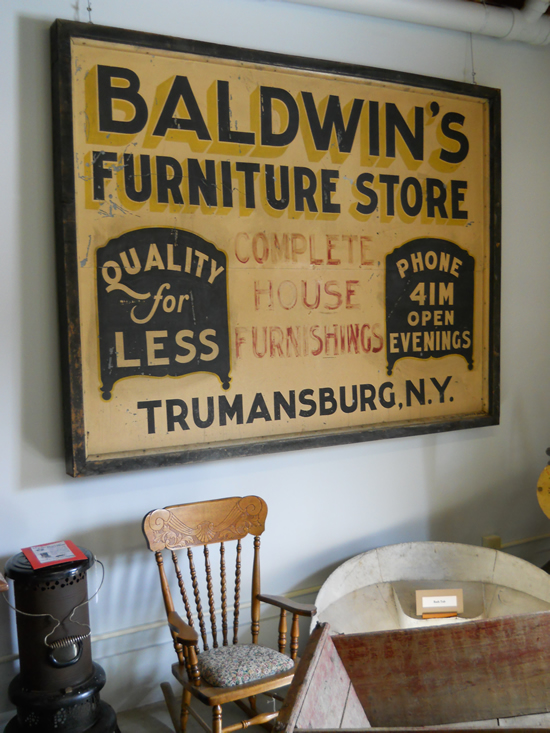 BALDWIN'S
FURNITURE STORE
QUALITY
for
LESS
COMPLETE
HOUSE
FURNISHINGS
PHONE
41M
OPEN
EVENINGS
TRUMANSBURG, N.Y.